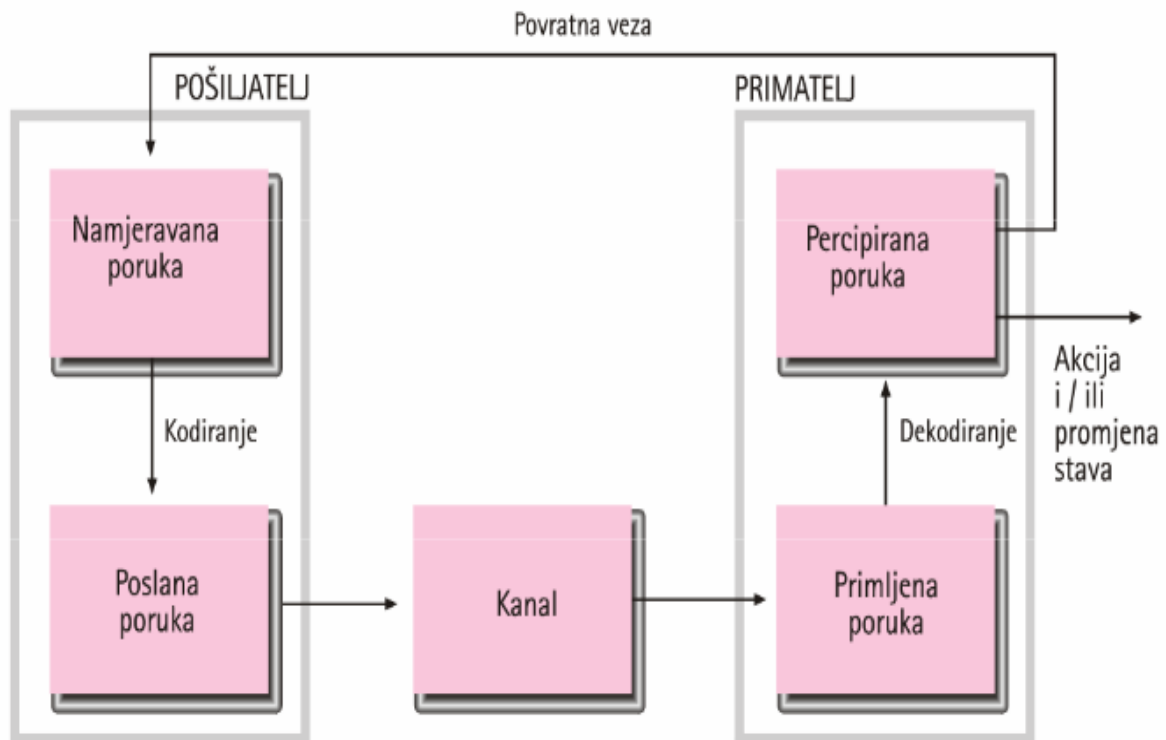 Povratna veza
POŠILJATELJ
PRIMATELJ
Namjeravana
poruka
Percipirana
poruka
Kodiranje
Dekodiranje
Akcija
i / ili
promjena
stava
Poslana
poruka
Kanal
Primljena
poruka